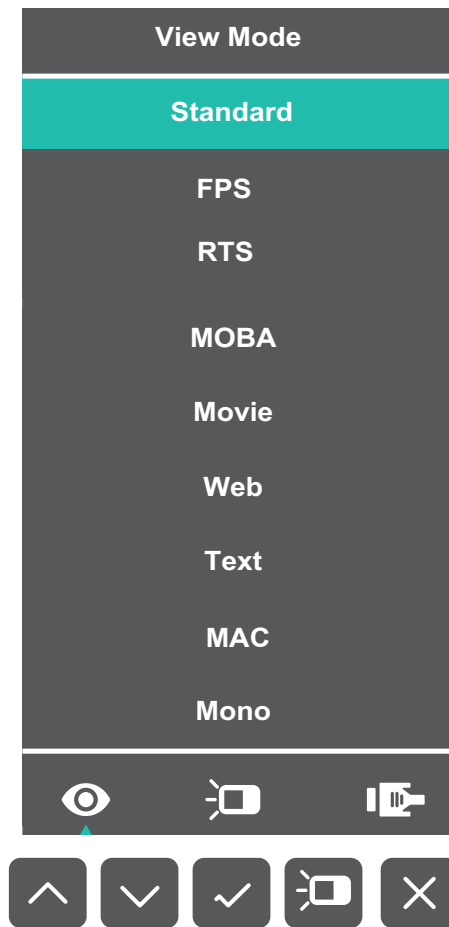 View Mode
Standard
FPS
RTS
MOBA
Movie
Web
Text
MAC
Mono